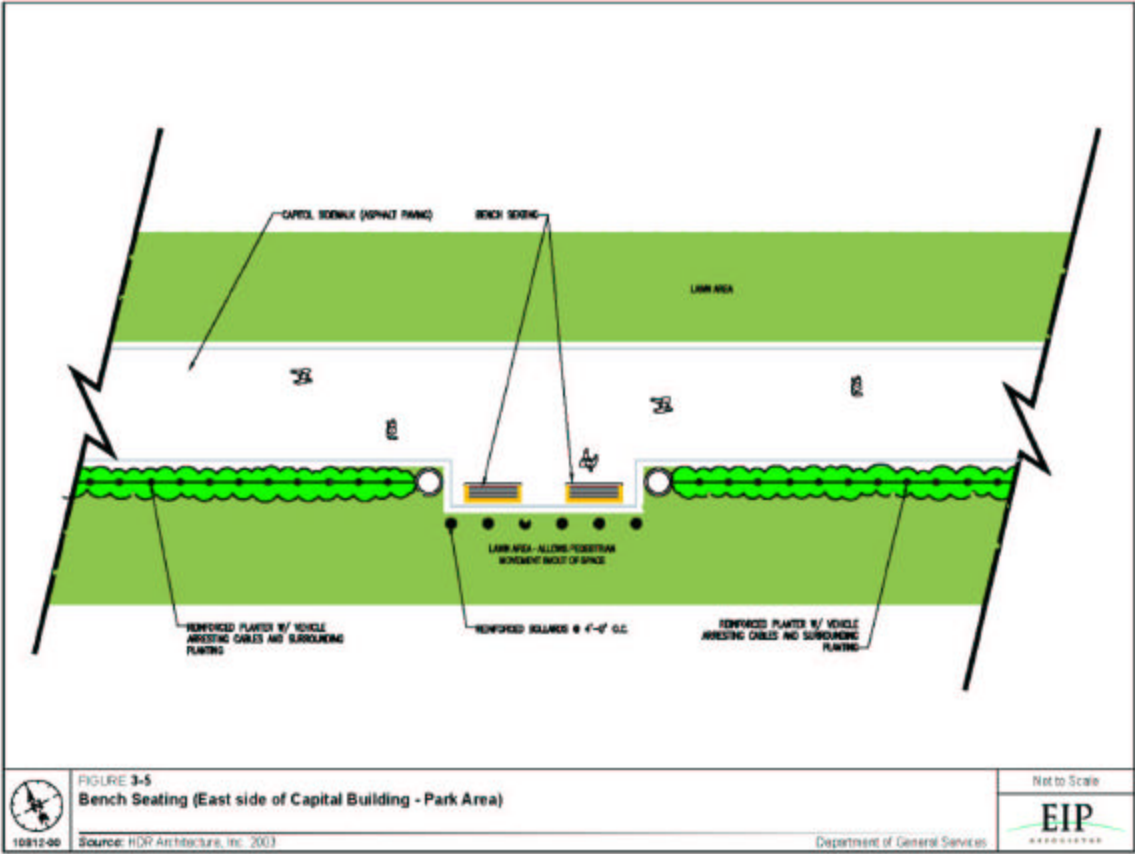 CAPITOL SIDEWALK (ASPHALT PAVING)
BENCH SEATING
LAWN AREA
LAWN AREA - ALLOWS PEDESTRIAN
MOVEMENT IN/OUT OF SPACE
REINFORCED PLANTER W/ VEHICLE
ARRESTING CABLES AND SURROUNDING
PLANTING
REINFORCED BOLLARDS @ 4'-0" O.C.
REINFORCED PLANTER W/ VEHICLE
ARRESTING CABLES AND SURROUNDING
PLANTING
FIGURE 3-5
Bench Seating (East side of Capital Building - Park Area)
10812-00
Source: HDR Architecture, Inc. 2003
Department of General Services
Not to Scale
EIP
ASSOCIATES